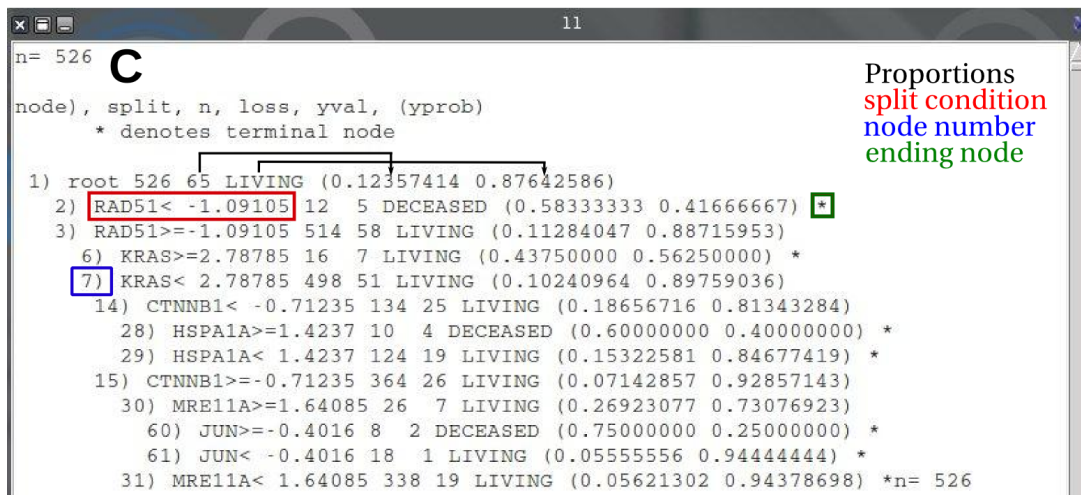 11
n= 526
C
Proportions
split condition
node number
ending node
node), split, n, loss, yval, (yprob)
* denotes terminal node
1) root 526 65 LIVING (0.12357414 0.87642586)
2) RAD51< -1.09105 12 5 DECEASED (0.58333333 0.41666667) *
3) RAD51>=-1.09105 514 58 LIVING (0.11284047 0.88715953)
6) KRAS>=2.78785 16 7 LIVING (0.43750000 0.56250000) *
7) KRAS< 2.78785 498 51 LIVING (0.10240964 0.89759036)
14) CTNNB1< -0.71235 134 25 LIVING (0.18656716 0.81343284)
28) HSPA1A>=1.4237 10 4 DECEASED (0.60000000 0.40000000) *
29) HSPA1A< 1.4237 124 19 LIVING (0.15322581 0.84677419) *
15) CTNNB1>=-0.71235 364 26 LIVING (0.07142857 0.92857143)
30) MRE11A>=1.64085 26 7 LIVING (0.26923077 0.73076923)
60) JUN>=-0.4016 8 2 DECEASED (0.75000000 0.25000000) *
61) JUN< -0.4016 18 1 LIVING (0.05555556 0.94444444) *
31) MRE11A< 1.64085 338 19 LIVING (0.05621302 0.94378698) *n= 526